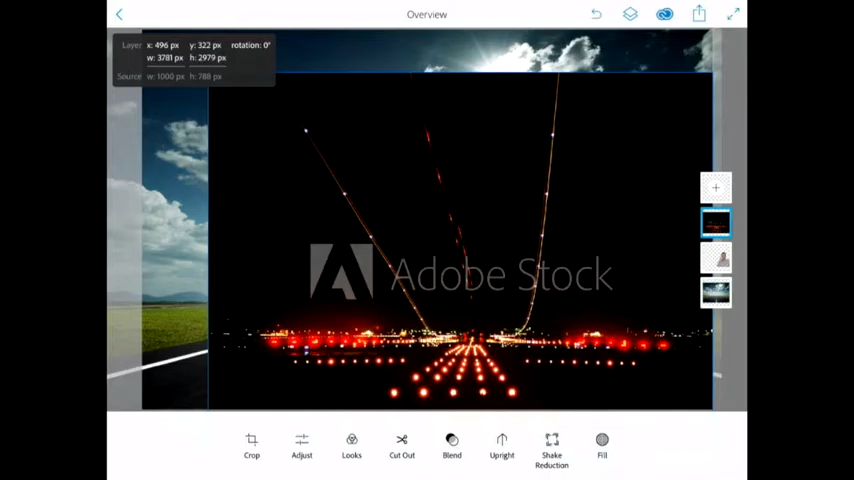 Overview
Layer x: 496 px y: 322 px rotation: 0°
w: 3781 px h: 2979 px
Source w: 1000 px h: 788 px
Adobe Stock
Crop Adjust Looks Cut Out Blend Upright Shake Reduction Fill